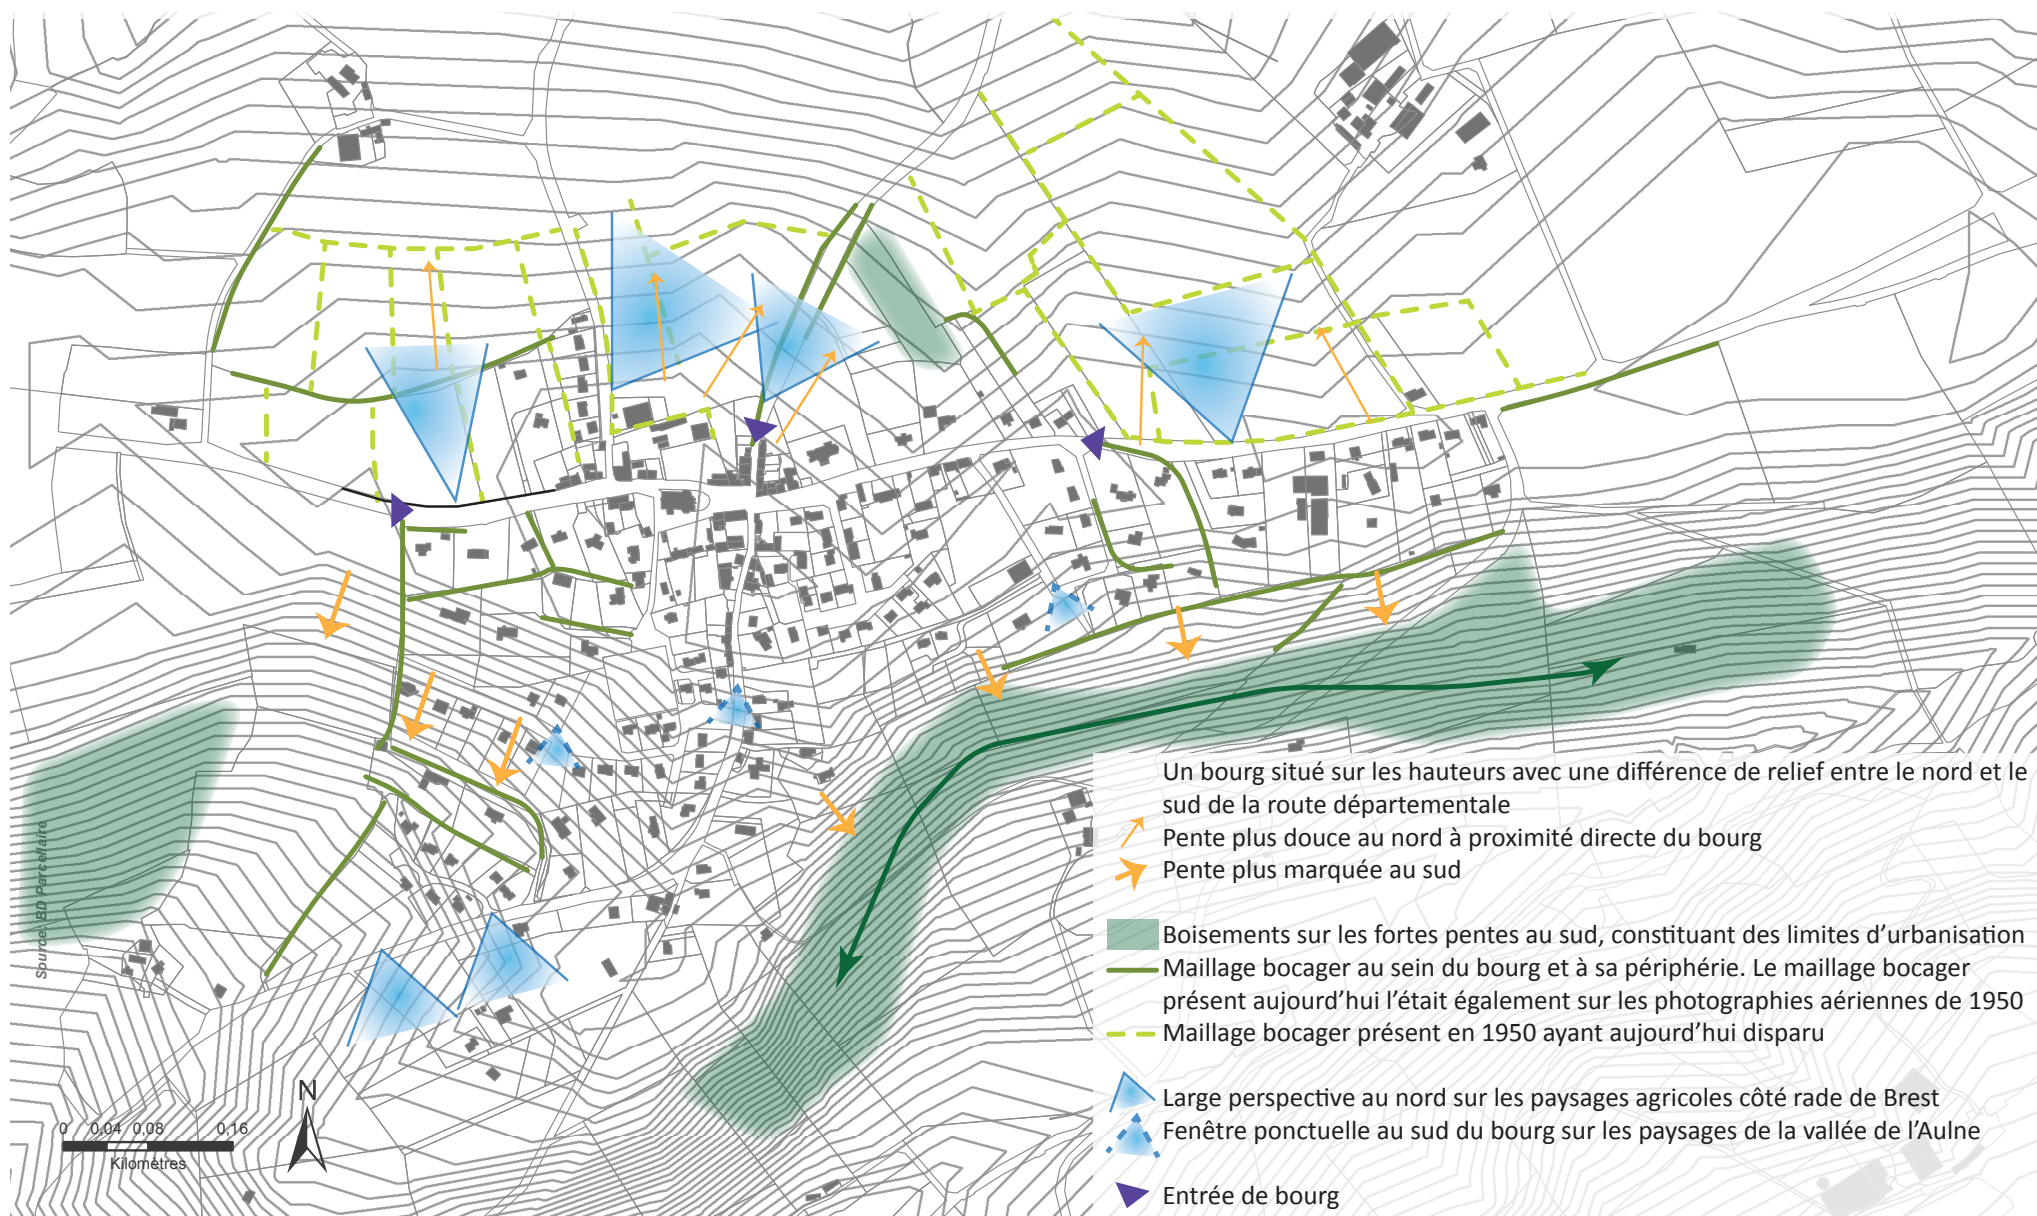 Un bourg situé sur les hauteurs avec une différence de relief entre le nord et le
sud de la route départementale
Pente plus douce au nord à proximité directe du bourg
Pente plus marquée au sud
Boisements sur les fortes pentes au sud, constituant des limites d’urbanisation
Maillage bocager au sein du bourg et à sa périphérie. Le maillage bocager
présent aujourd’hui l’était également sur les photographies aériennes de 1950
Maillage bocager présent en 1950 ayant aujourd’hui disparu
Large perspective au nord sur les paysages agricoles côté rade de Brest
Fenêtre ponctuelle au sud du bourg sur les paysages de la vallée de l’Aulne
Entrée de bourg
Source: BD Parcellaire
N
0 0,04 0,08 0,16
Kilomètres